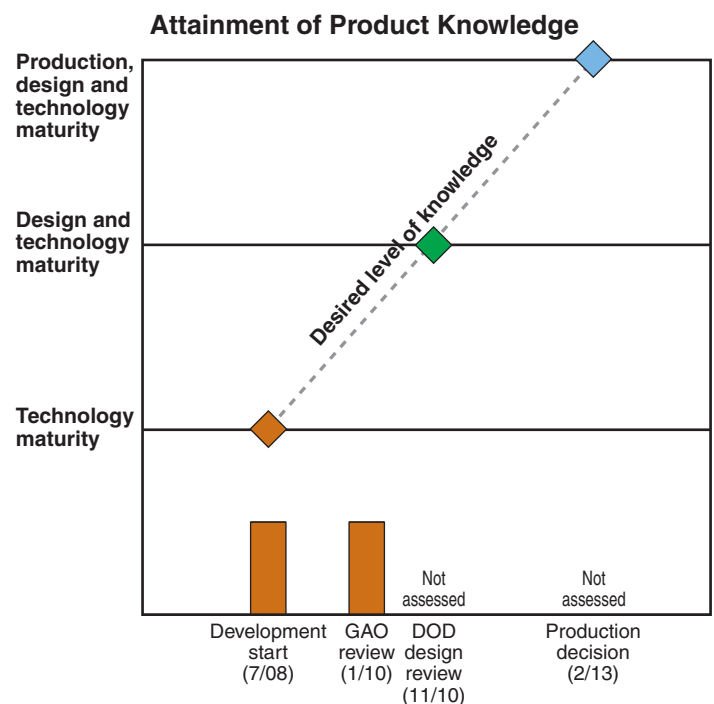 Attainment of Product Knowledge
Production,
design and
technology
maturity
Design and
technology
maturity
Technology
maturity
Desired level of knowledge
Not
assessed
Not
assessed
Development
start
(7/08)
GAO
review
(1/10)
DOD
design
review
(11/10)
Production
decision
(2/13)